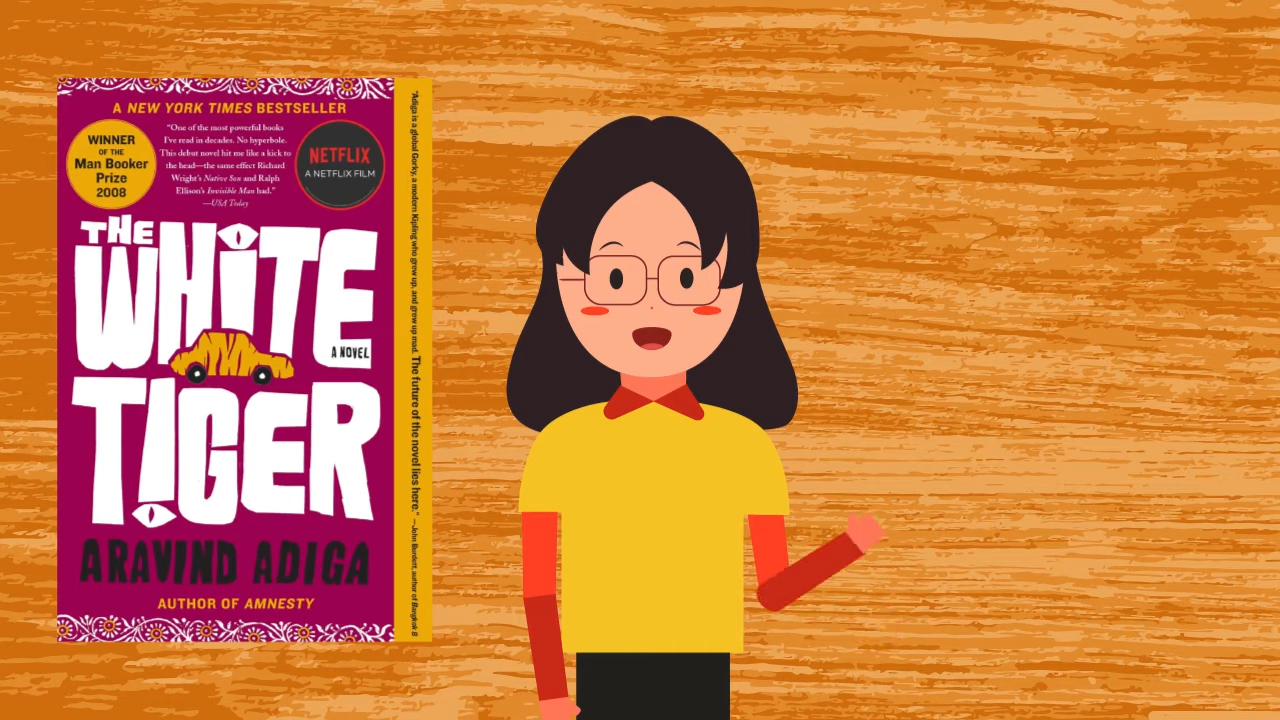 A NEW YORK TIMES BESTSELLER
WINNER
OF THE
Man Booker
Prize
2008
"One of the most powerful books
I've read in decades. No hyperbole.
This debut novel hit me like a kick to
the head—the same effect Richard
Wright's Native Son and Ralph
Ellison's Invisible Man had."
—USA Today
NETFLIX
A NETFLIX FILM
THE
WHITE
A NOVEL
TIGER
ARAVIND ADIGA
AUTHOR OF AMNESTY
"Adiga is a global Gorky, a modern Kipling who grew up, and grew up mad. The future of the novel lies here." —John Burdett, author of Bangkok 8